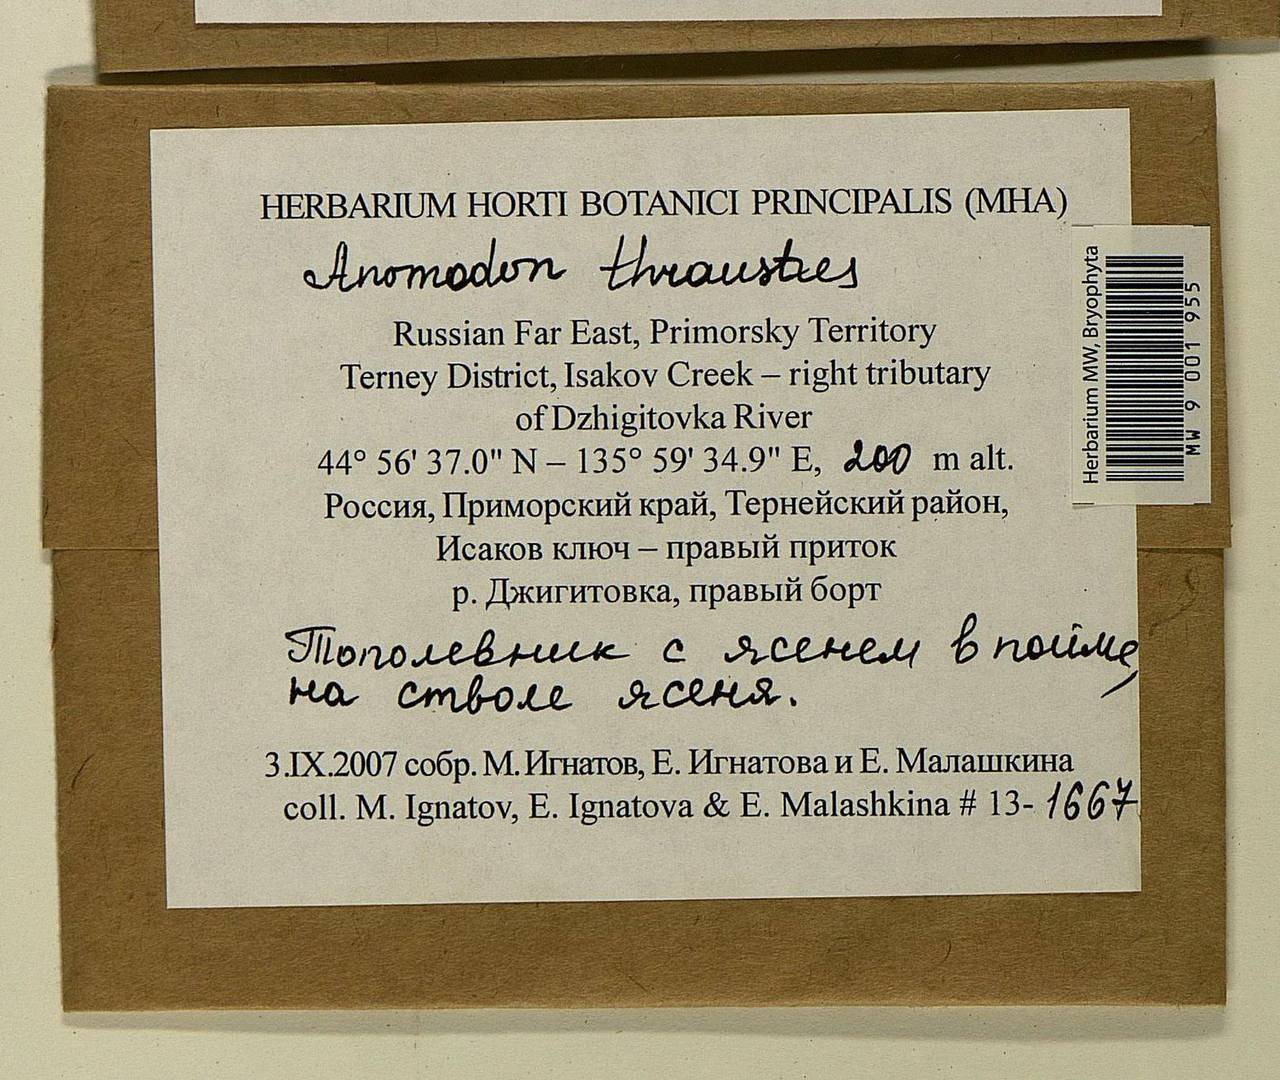 HERBARIUM HORTI BOTANICI PRINCIPALIS (MHA)
Anomodon thraustus
Russian Far East, Primorsky Territory
Terney District, Isakov Creek – right tributary
of Dzhigitovka River
44° 56' 37.0" N – 135° 59' 34.9" E, 200 m alt.
Россия, Приморский край, Тернейский район,
Исаков ключ – правый приток
р. Джигитовка, правый борт
Тополевник с ясенем в пойме,
на стволе ясеня.
3.IX.2007 собр. М. Игнатов, Е. Игнатова и Е. Малашкина
coll. M. Ignatov, E. Ignatova & E. Malashkina # 13-1667
Herbarium MW, Bryophyta
MW 9 001 955